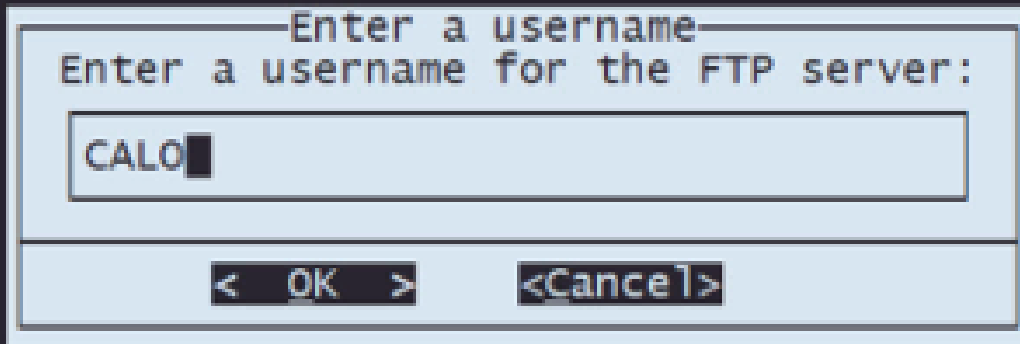 Enter a username
Enter a username for the FTP server:
CALO
< OK > <Cancel>